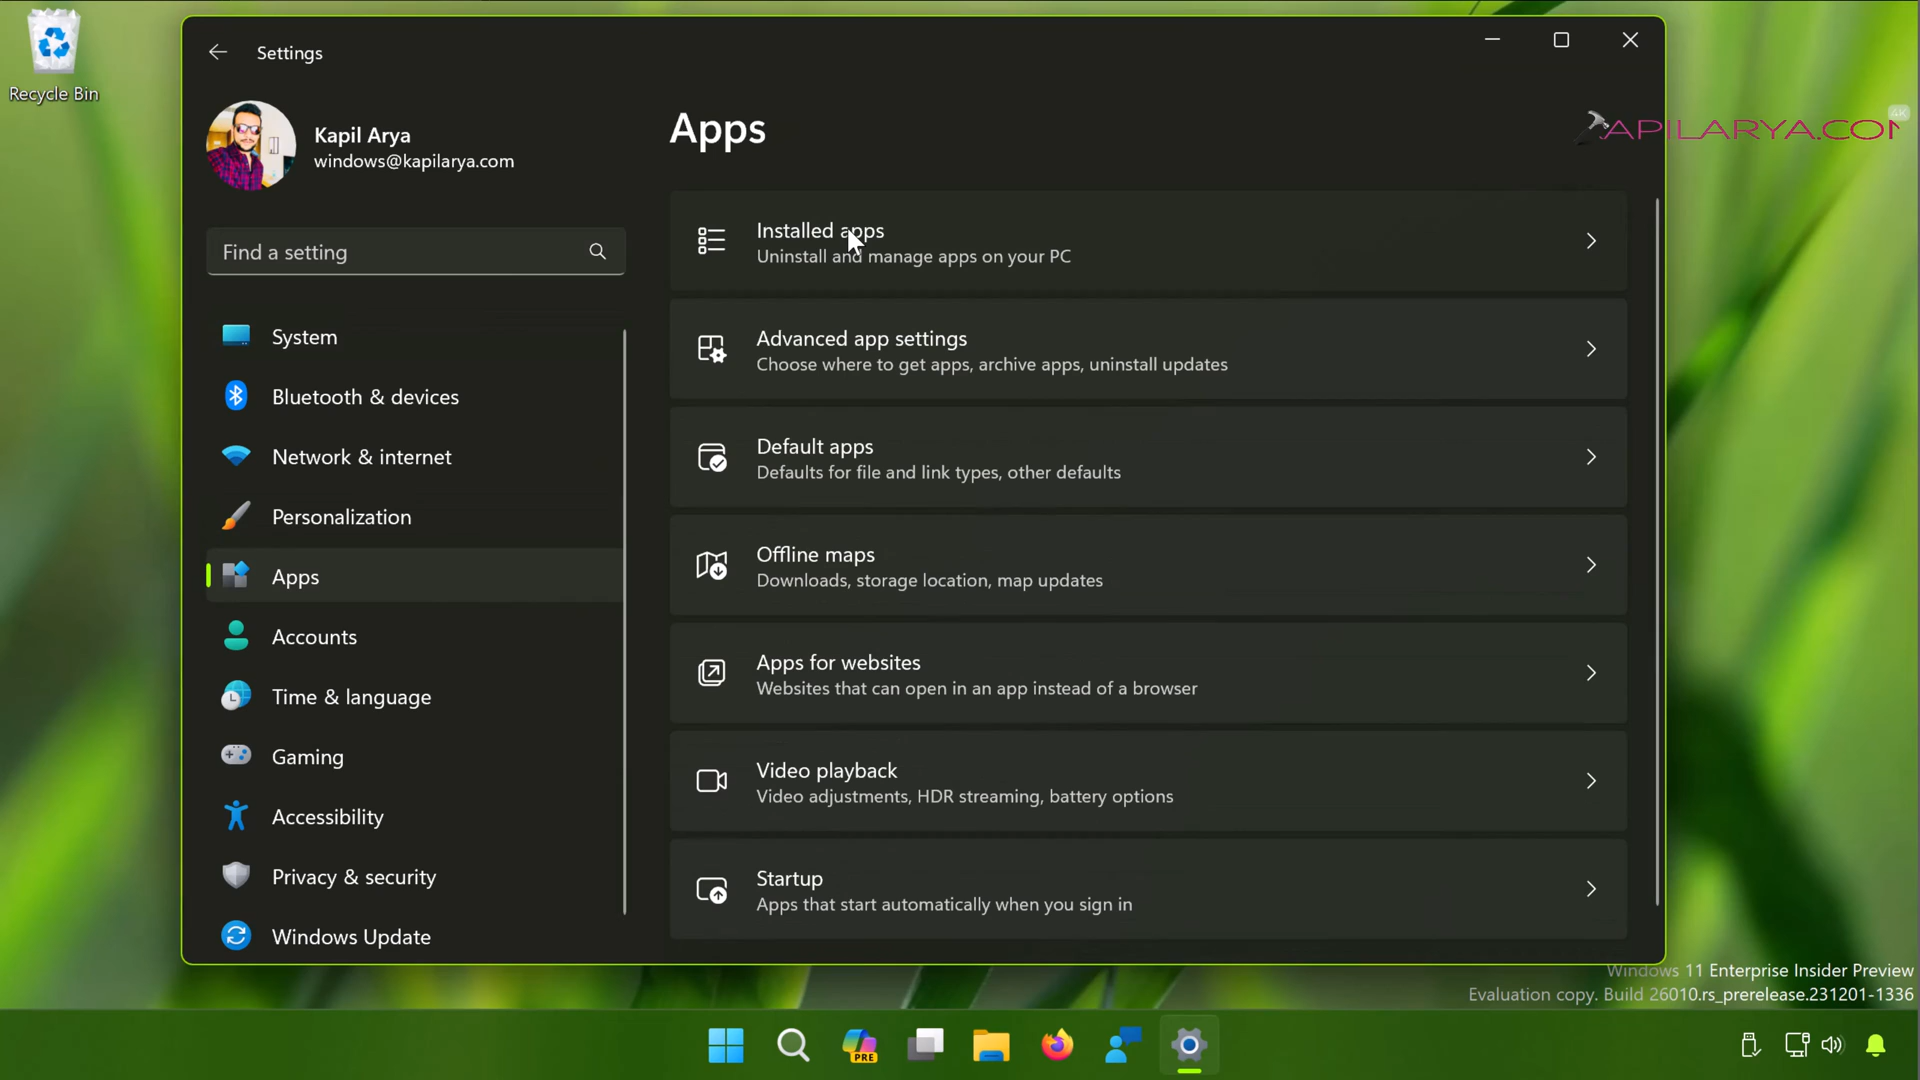 Recycle Bin
Settings
Kapil Arya
windows@kapilarya.com
Find a setting
System
Bluetooth & devices
Network & internet
Personalization
Apps
Accounts
Time & language
Gaming
Accessibility
Privacy & security
Windows Update
Apps
Installed apps
Uninstall and manage apps on your PC
Advanced app settings
Choose where to get apps, archive apps, uninstall updates
Default apps
Defaults for file and link types, other defaults
Offline maps
Downloads, storage location, map updates
Apps for websites
Websites that can open in an app instead of a browser
Video playback
Video adjustments, HDR streaming, battery options
Startup
Apps that start automatically when you sign in
AK
APILARYA.COM
Windows 11 Enterprise Insider Preview
Evaluation copy. Build 26010.rs_prerelease.231201-1336
PRE